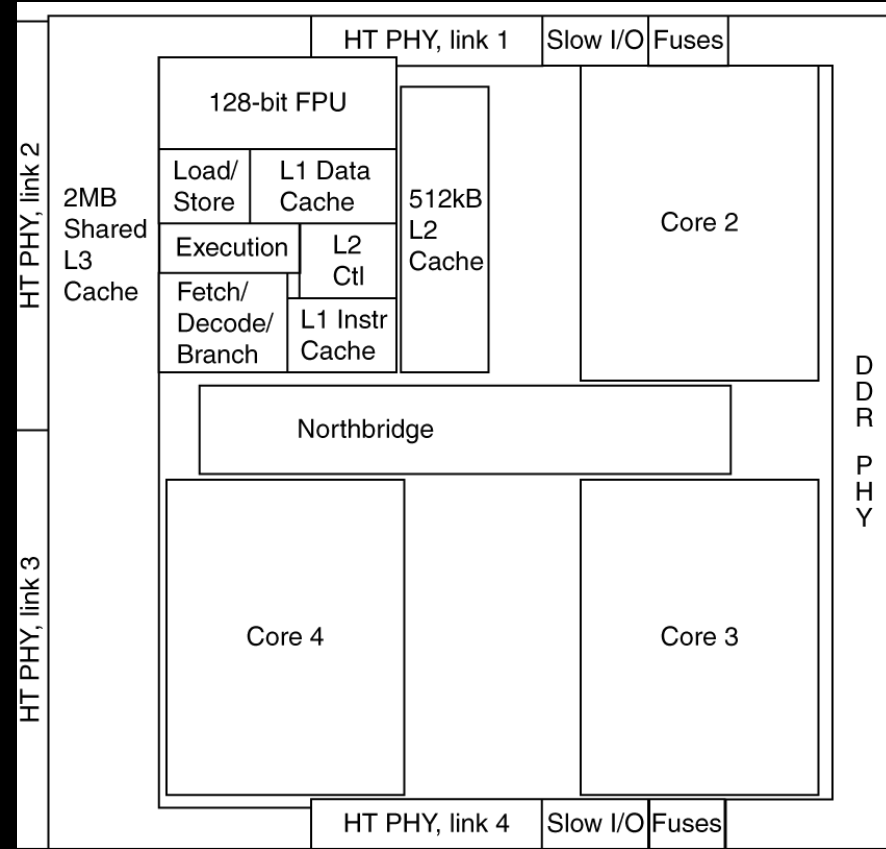 HT PHY, link 1
Slow I/O
Fuses
HT PHY, link 2
2MB
Shared
L3
Cache
128-bit FPU
Load/
Store
L1 Data
Cache
Execution
L2
Ctl
Fetch/
Decode/
Branch
L1 Instr
Cache
512kB
L2
Cache
Core 2
Northbridge
D
D
R
P
H
Y
HT PHY, link 3
Core 4
Core 3
HT PHY, link 4
Slow I/O
Fuses